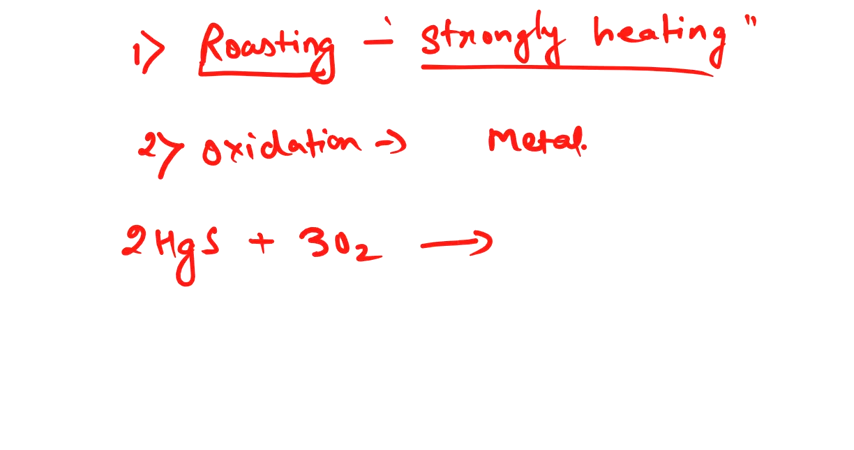 1> Roasting - strongly heating "
2> Oxidation → Metal.
2HgS + 3O₂ ⟶